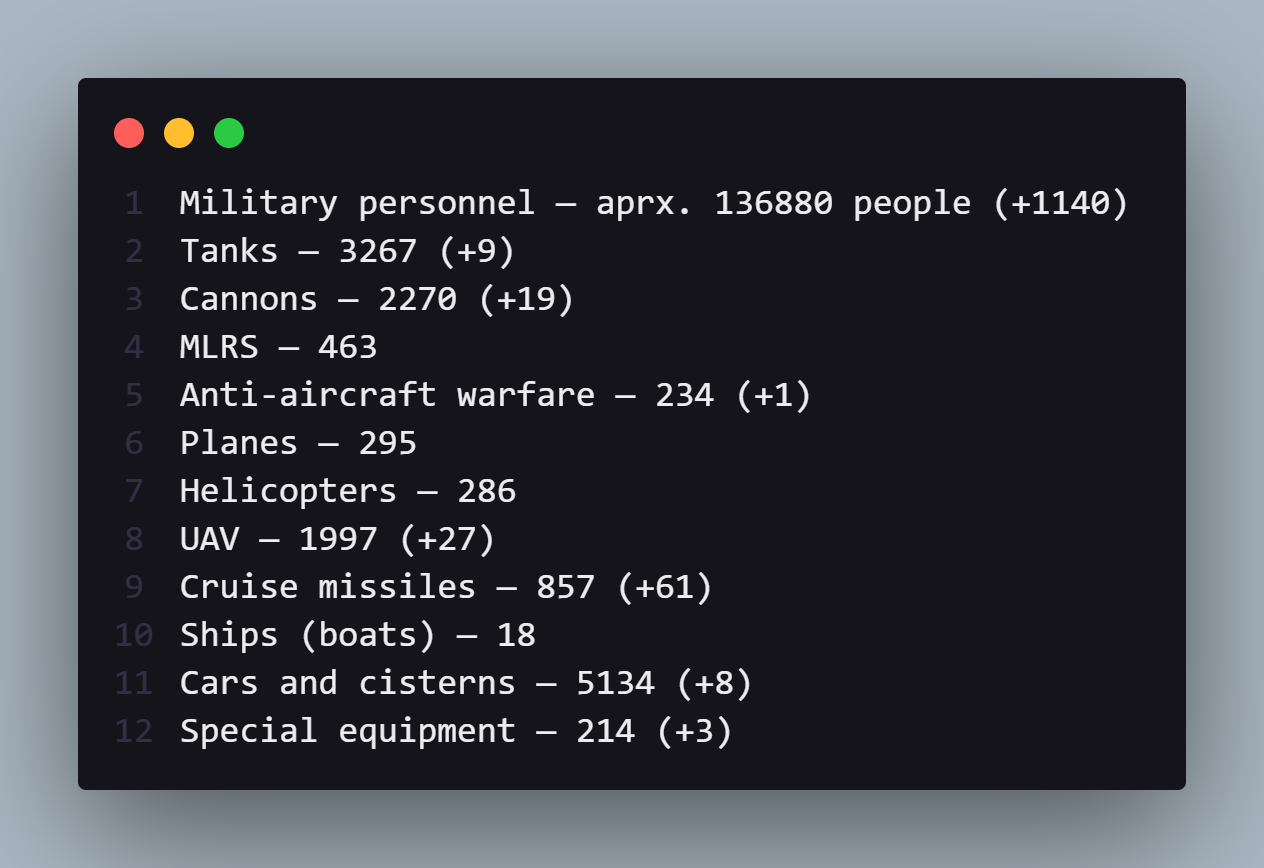 1 Military personnel — aprx. 136880 people (+1140)
2 Tanks — 3267 (+9)
3 Cannons — 2270 (+19)
4 MLRS — 463
5 Anti-aircraft warfare — 234 (+1)
6 Planes — 295
7 Helicopters — 286
8 UAV — 1997 (+27)
9 Cruise missiles — 857 (+61)
10 Ships (boats) — 18
11 Cars and cisterns — 5134 (+8)
12 Special equipment — 214 (+3)